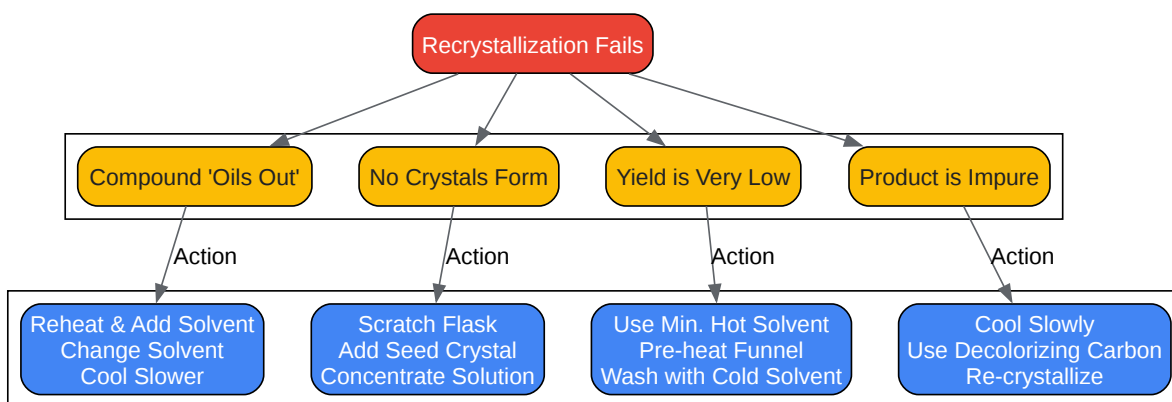 Recrystallization Fails
Compound 'Oils Out'
No Crystals Form
Yield is Very Low
Product is Impure
Action
Action
Action
Action
Reheat & Add Solvent
Change Solvent
Cool Slower
Scratch Flask
Add Seed Crystal
Concentrate Solution
Use Min. Hot Solvent
Pre-heat Funnel
Wash with Cold Solvent
Cool Slowly
Use Decolorizing Carbon
Re-crystallize